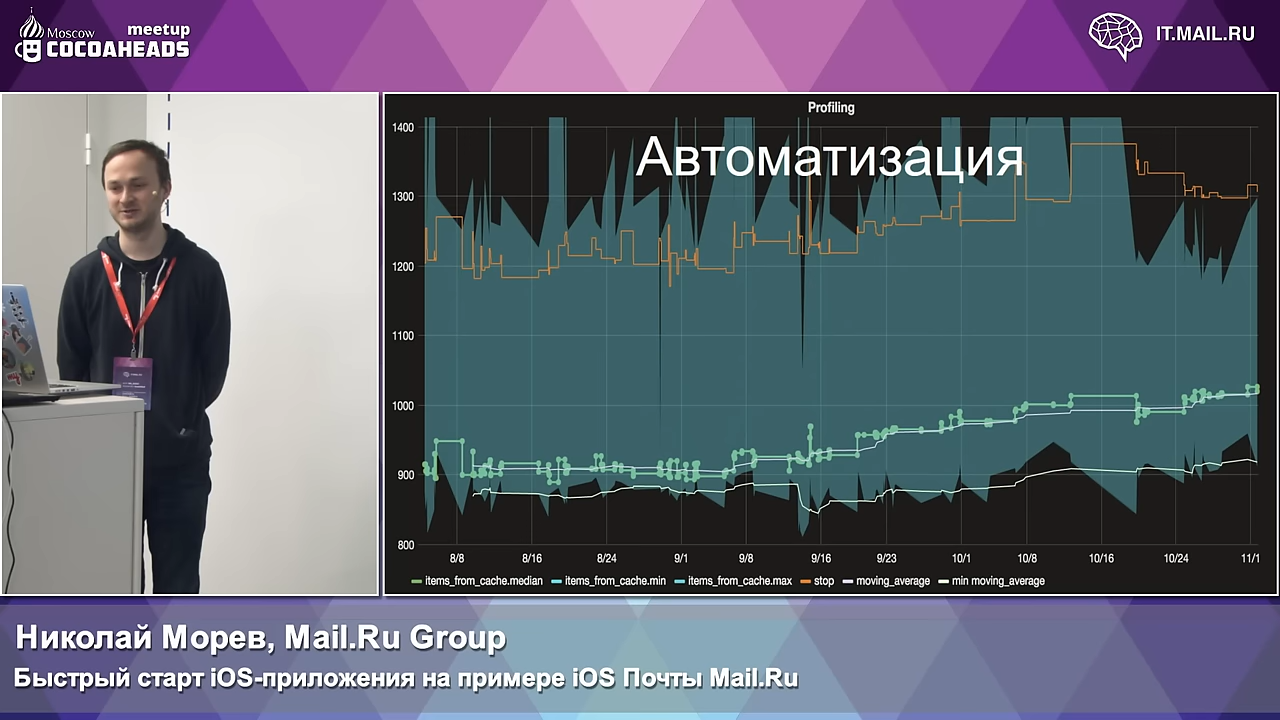 Moscow
meetup
COCOAHEADS
IT.MAIL.RU
Profiling
Автоматизация
1400
1300
1200
1100
1000
900
800
8/8 8/16 8/24 9/1 9/8 9/16 9/23 10/1 10/8 10/16 10/24 11/1
items_from_cache.median items_from_cache.min items_from_cache.max stop moving_average min moving_average
Николай Морев, Mail.Ru Group
Быстрый старт iOS-приложения на примере iOS Почты Mail.Ru